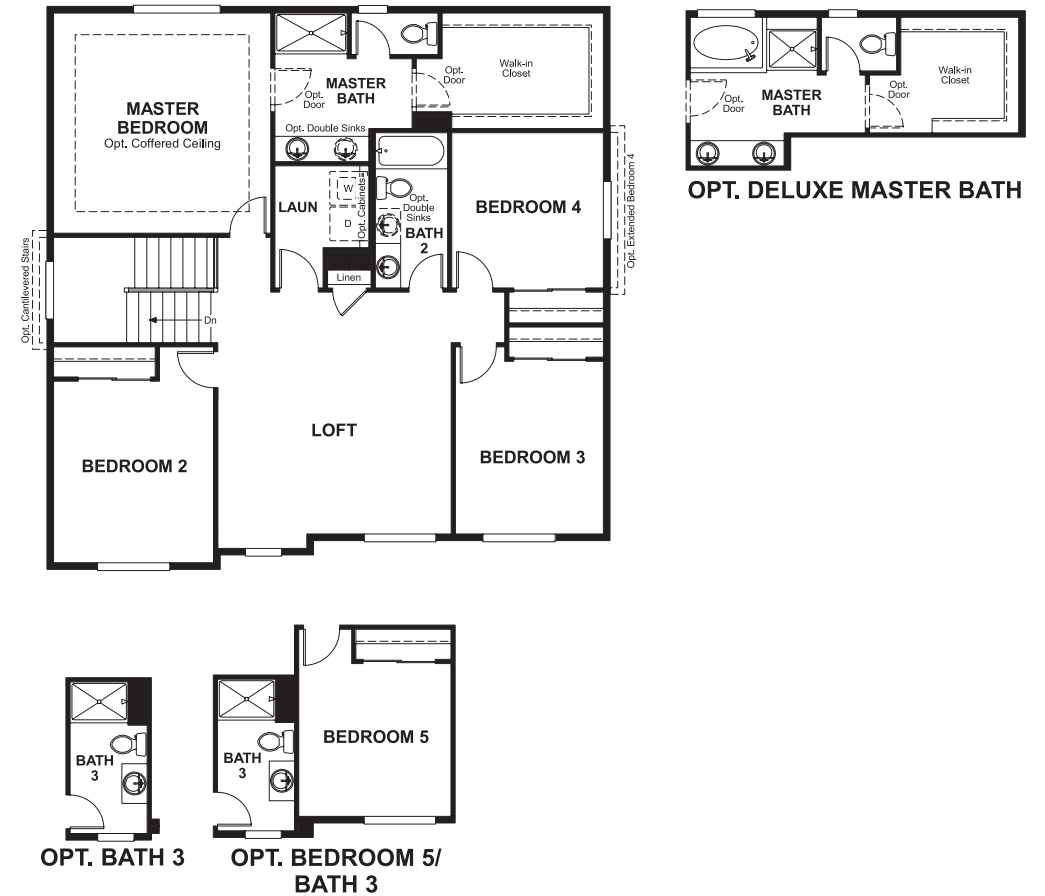 MASTER
BEDROOM
Opt. Coffered Ceiling
Opt.
Door
MASTER
BATH
Opt. Double Sinks
Opt.
Door
Walk-in
Closet
LAUN
W
D
Opt. Cabinets
Linen
Opt.
Double
Sinks
BATH
2
BEDROOM 4
Opt. Extended Bedroom 4
Opt. Cantilevered Stairs
Dn
BEDROOM 2
LOFT
BEDROOM 3
Opt.
Door
MASTER
BATH
Opt.
Door
Walk-in
Closet
OPT. DELUXE MASTER BATH
BATH
3
OPT. BATH 3
BATH
3
BEDROOM 5
OPT. BEDROOM 5/
BATH 3